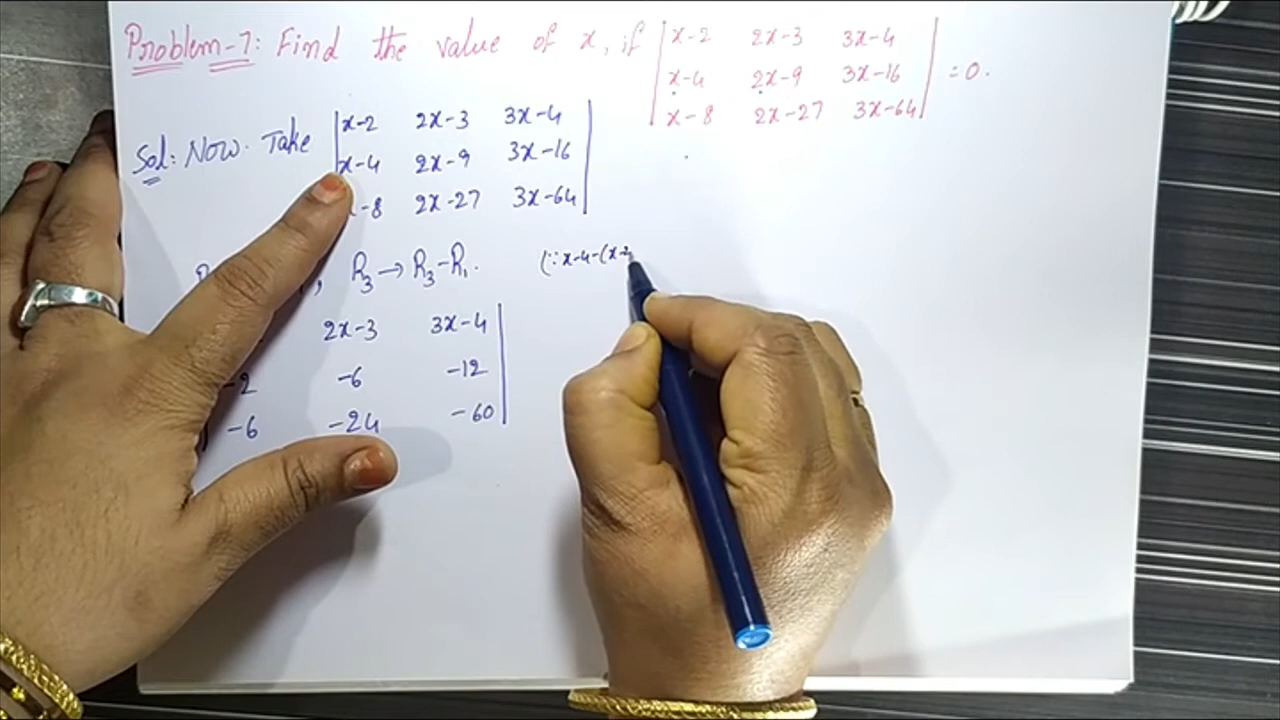 Problem-7: Find the value of x, if | x-2 2x-3 3x-4 |
| x-4 2x-9 3x-16 | =0.
| x-8 2x-27 3x-64 |
Sol: Now. Take | x-2 2x-3 3x-4 |
| x-4 2x-9 3x-16 |
-8 2x-27 3x-64 |
R₃→R₃-R₁. (∵x-4-(x-2
2x-3 3x-4 |
-2 -6 -12 |
-6 -24 -60 |